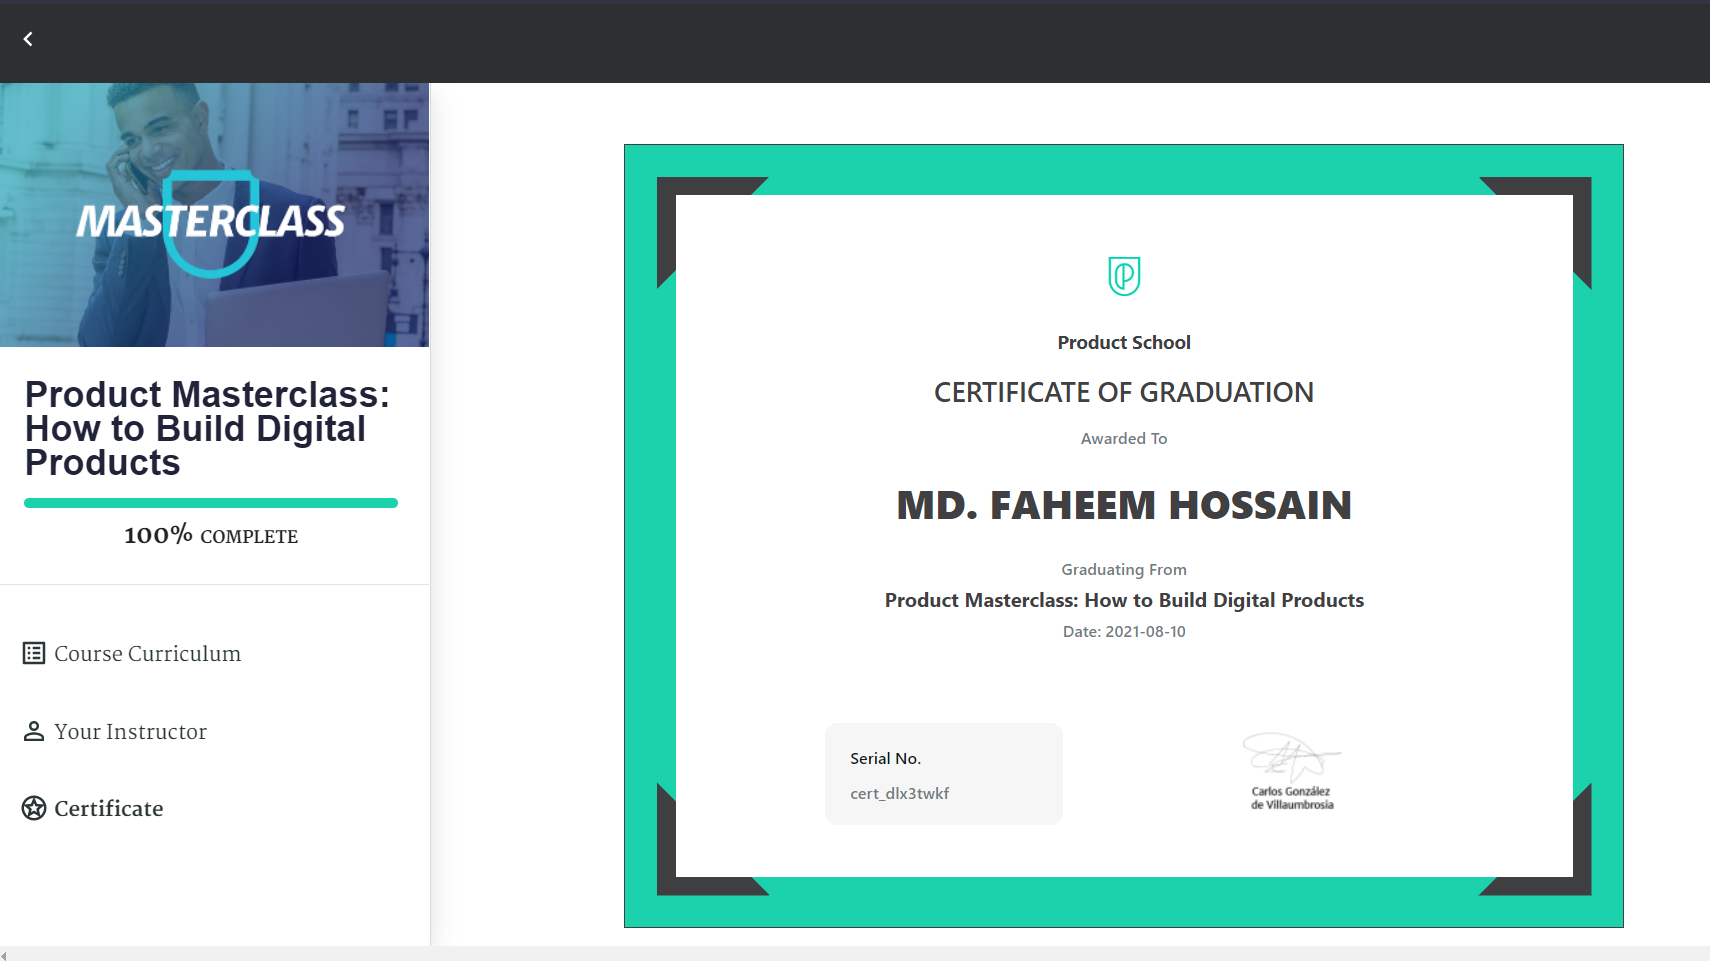 MASTERCLASS
Product Masterclass:
How to Build Digital
Products
100% COMPLETE
Course Curriculum
Your Instructor
Certificate
Product School
CERTIFICATE OF GRADUATION
Awarded To
MD. FAHEEM HOSSAIN
Graduating From
Product Masterclass: How to Build Digital Products
Date: 2021-08-10
Serial No.
cert_dlx3twkf
Carlos González
de Villaumbrosia